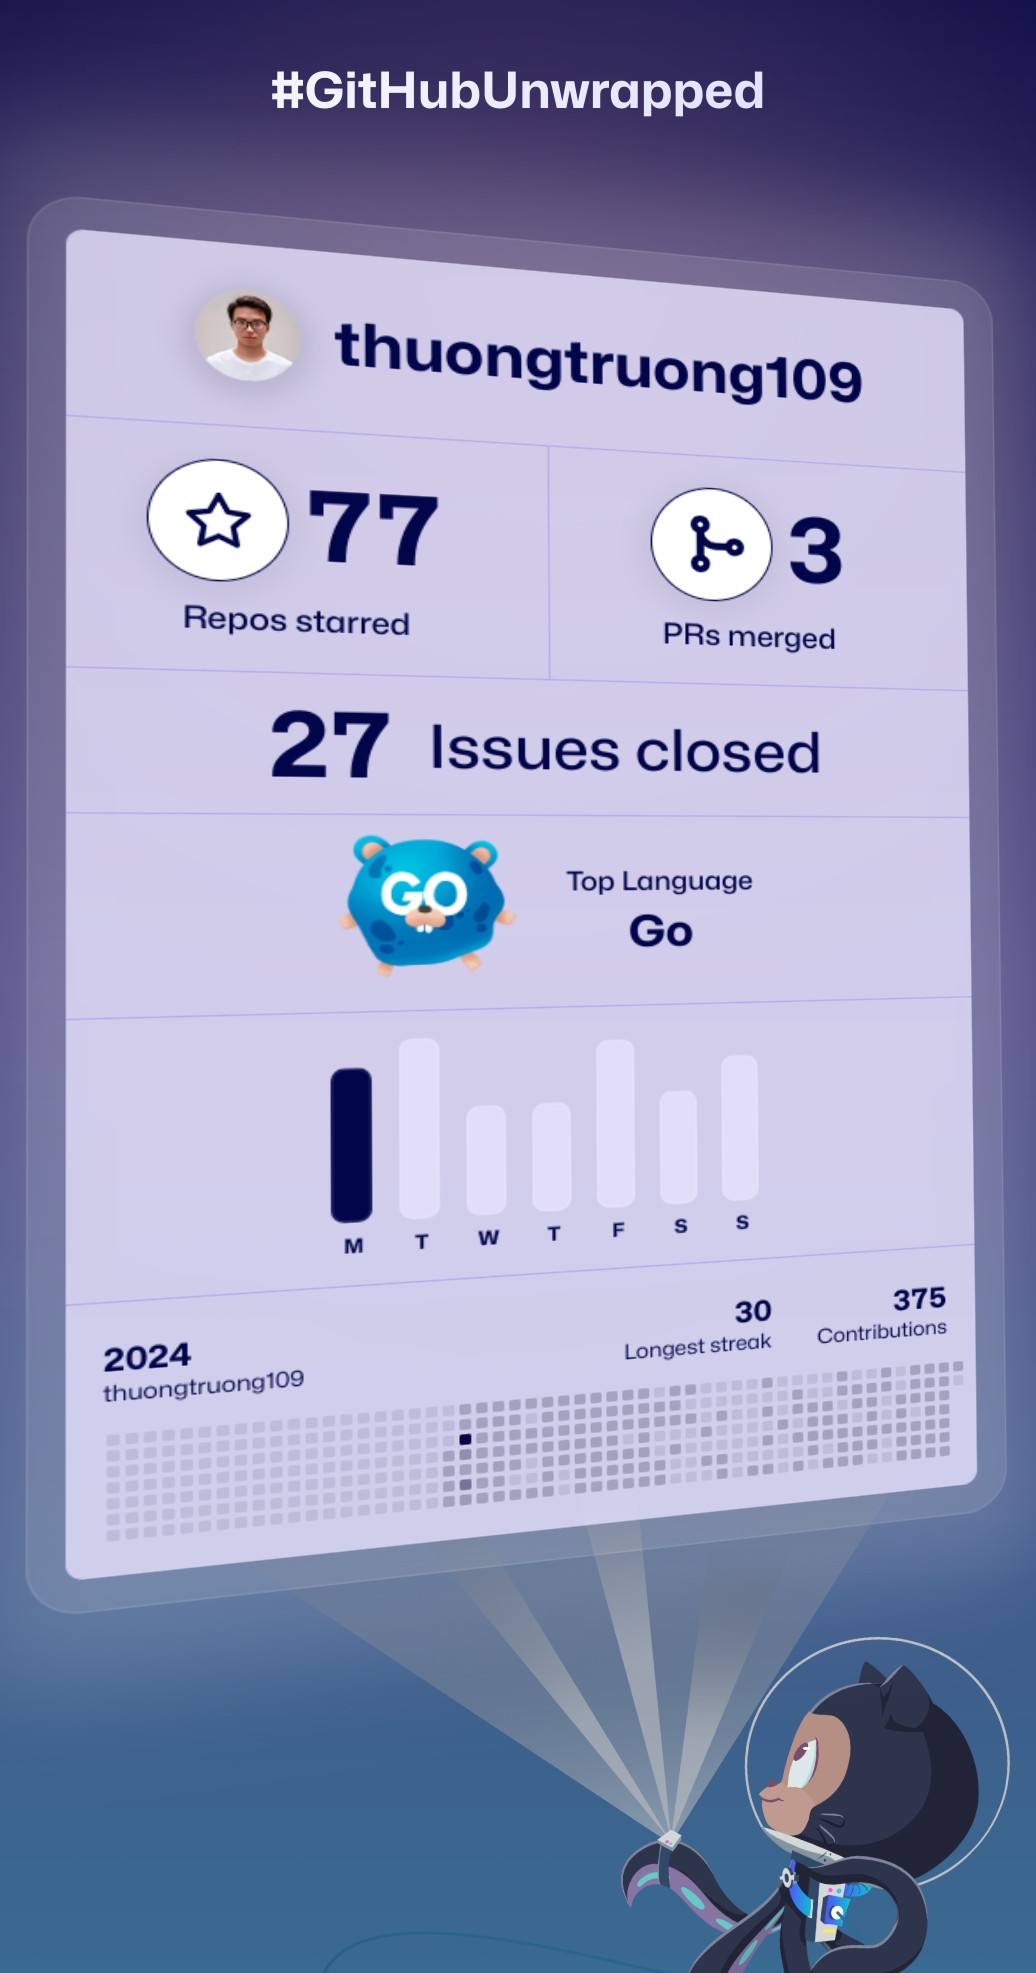 #GitHubUnwrapped
thuongtruong109
77
Repos starred
3
PRs merged
27 Issues closed
GO
Top Language
Go
M T W T F S S
2024
thuongtruong109
30
Longest streak
375
Contributions